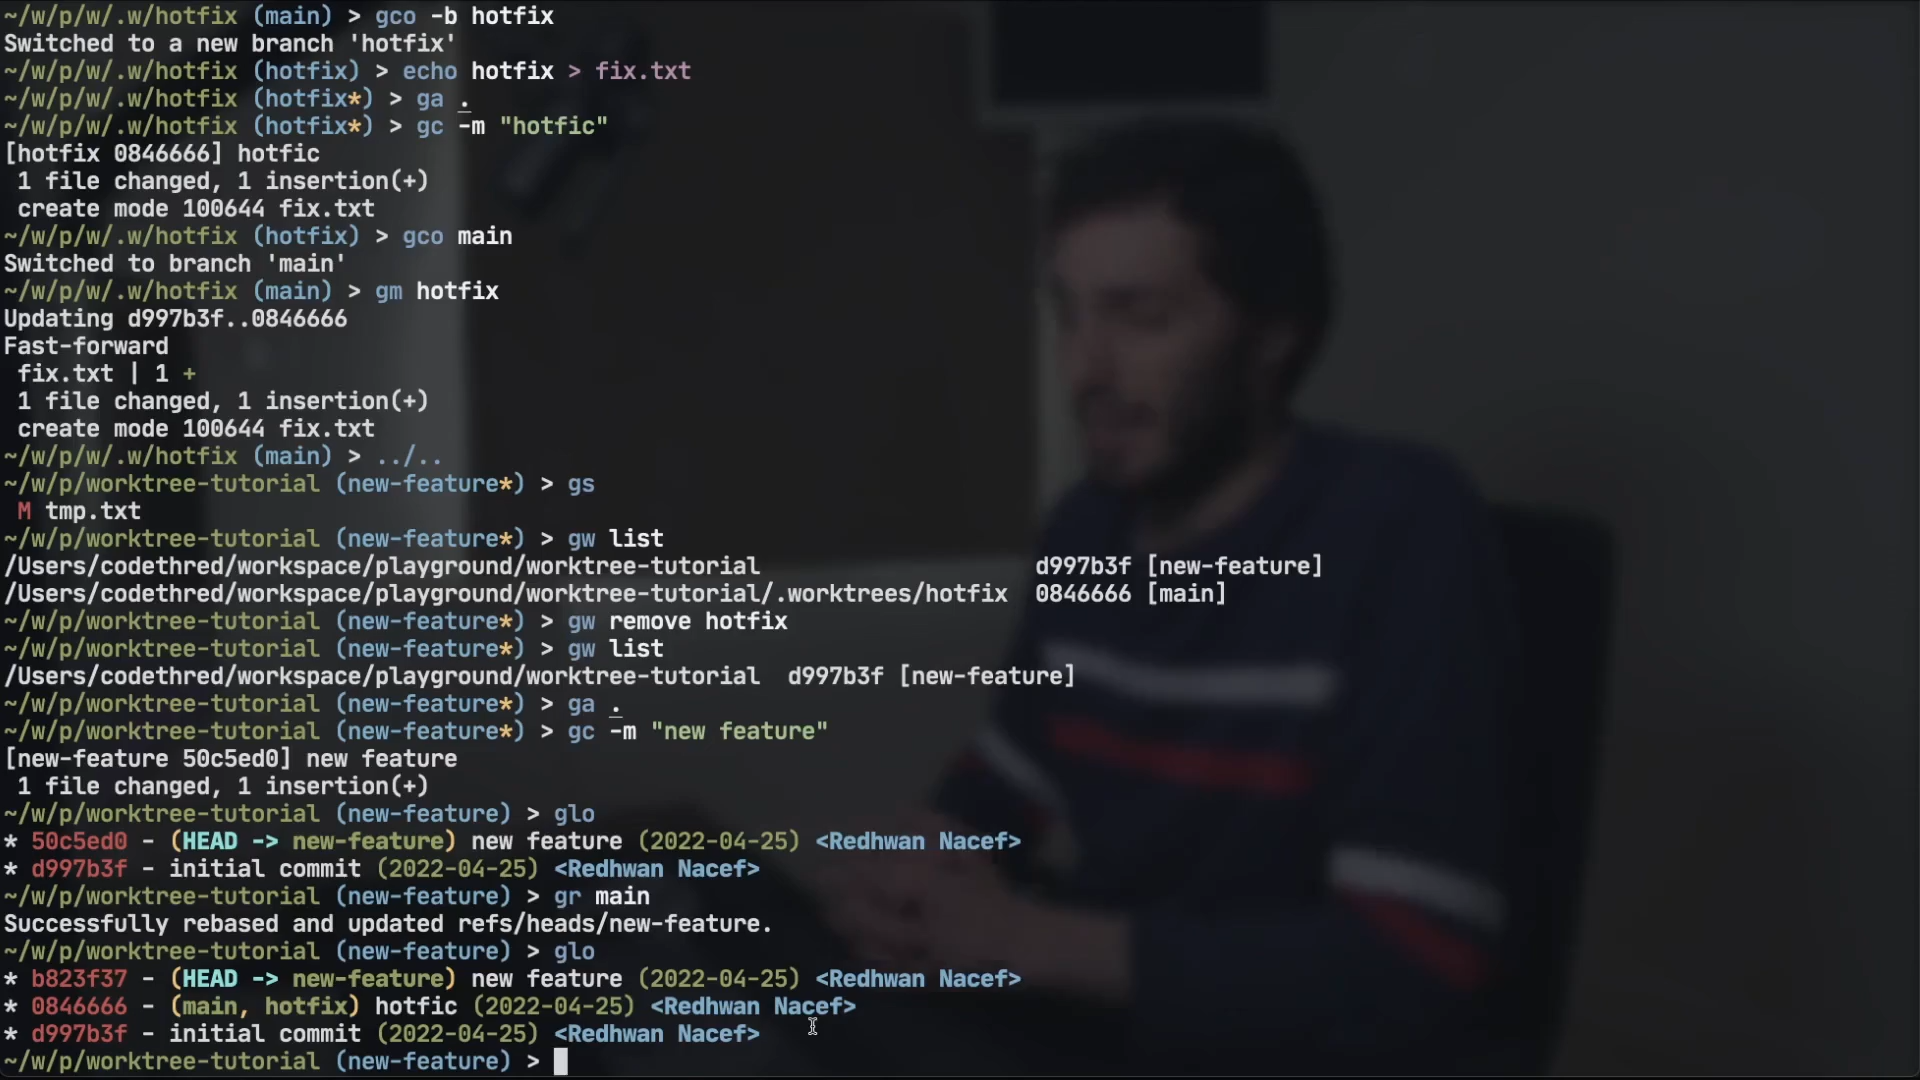 ~/w/p/w/.w/hotfix (main) > gco -b hotfix
Switched to a new branch 'hotfix'
~/w/p/w/.w/hotfix (hotfix) > echo hotfix > fix.txt
~/w/p/w/.w/hotfix (hotfix*) > ga .
~/w/p/w/.w/hotfix (hotfix*) > gc -m "hotfic"
[hotfix 0846666] hotfic
 1 file changed, 1 insertion(+)
 create mode 100644 fix.txt
~/w/p/w/.w/hotfix (hotfix) > gco main
Switched to branch 'main'
~/w/p/w/.w/hotfix (main) > gm hotfix
Updating d997b3f..0846666
Fast-forward
 fix.txt | 1 +
 1 file changed, 1 insertion(+)
 create mode 100644 fix.txt
~/w/p/w/.w/hotfix (main) > ../..
~/w/p/worktree-tutorial (new-feature*) > gs
 M tmp.txt
~/w/p/worktree-tutorial (new-feature*) > gw list
/Users/codethred/workspace/playground/worktree-tutorial                    d997b3f [new-feature]
/Users/codethred/workspace/playground/worktree-tutorial/.worktrees/hotfix  0846666 [main]
~/w/p/worktree-tutorial (new-feature*) > gw remove hotfix
~/w/p/worktree-tutorial (new-feature*) > gw list
/Users/codethred/workspace/playground/worktree-tutorial  d997b3f [new-feature]
~/w/p/worktree-tutorial (new-feature*) > ga .
~/w/p/worktree-tutorial (new-feature*) > gc -m "new feature"
[new-feature 50c5ed0] new feature
 1 file changed, 1 insertion(+)
~/w/p/worktree-tutorial (new-feature) > glo
* 50c5ed0 - (HEAD -> new-feature) new feature (2022-04-25) <Redhwan Nacef>
* d997b3f - initial commit (2022-04-25) <Redhwan Nacef>
~/w/p/worktree-tutorial (new-feature) > gr main
Successfully rebased and updated refs/heads/new-feature.
~/w/p/worktree-tutorial (new-feature) > glo
* b823f37 - (HEAD -> new-feature) new feature (2022-04-25) <Redhwan Nacef>
* 0846666 - (main, hotfix) hotfic (2022-04-25) <Redhwan Nacef>
* d997b3f - initial commit (2022-04-25) <Redhwan Nacef>
~/w/p/worktree-tutorial (new-feature) >